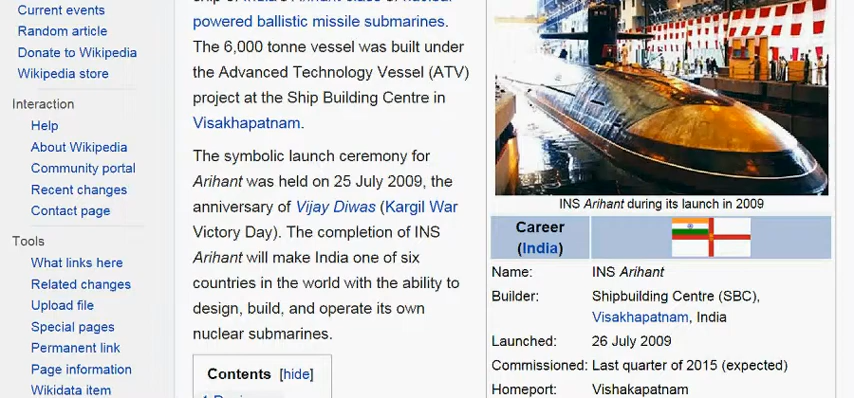 Current events
Random article
Donate to Wikipedia
Wikipedia store
Interaction
Help
About Wikipedia
Community portal
Recent changes
Contact page
Tools
What links here
Related changes
Upload file
Special pages
Permanent link
Page information
Wikidata item
powered ballistic missile submarines.
The 6,000 tonne vessel was built under
the Advanced Technology Vessel (ATV)
project at the Ship Building Centre in
Visakhapatnam.
The symbolic launch ceremony for
Arihant was held on 25 July 2009, the
anniversary of Vijay Diwas (Kargil War
Victory Day). The completion of INS
Arihant will make India one of six
countries in the world with the ability to
design, build, and operate its own
nuclear submarines.
Contents [hide]
INS Arihant during its launch in 2009
Career
(India)
Name: INS Arihant
Builder: Shipbuilding Centre (SBC),
Visakhapatnam, India
Launched: 26 July 2009
Commissioned: Last quarter of 2015 (expected)
Homeport: Vishakapatnam